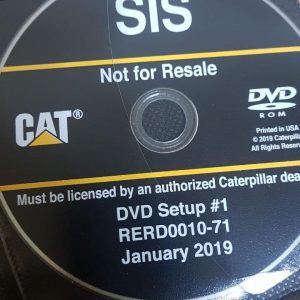 SIS
Not for Resale
CAT®
DVD
ROM
Printed in USA
© 2019 Caterpillar
All Rights Reserve
Must be licensed by an authorized Caterpillar dea
DVD Setup #1
RERD0010-71
January 2019